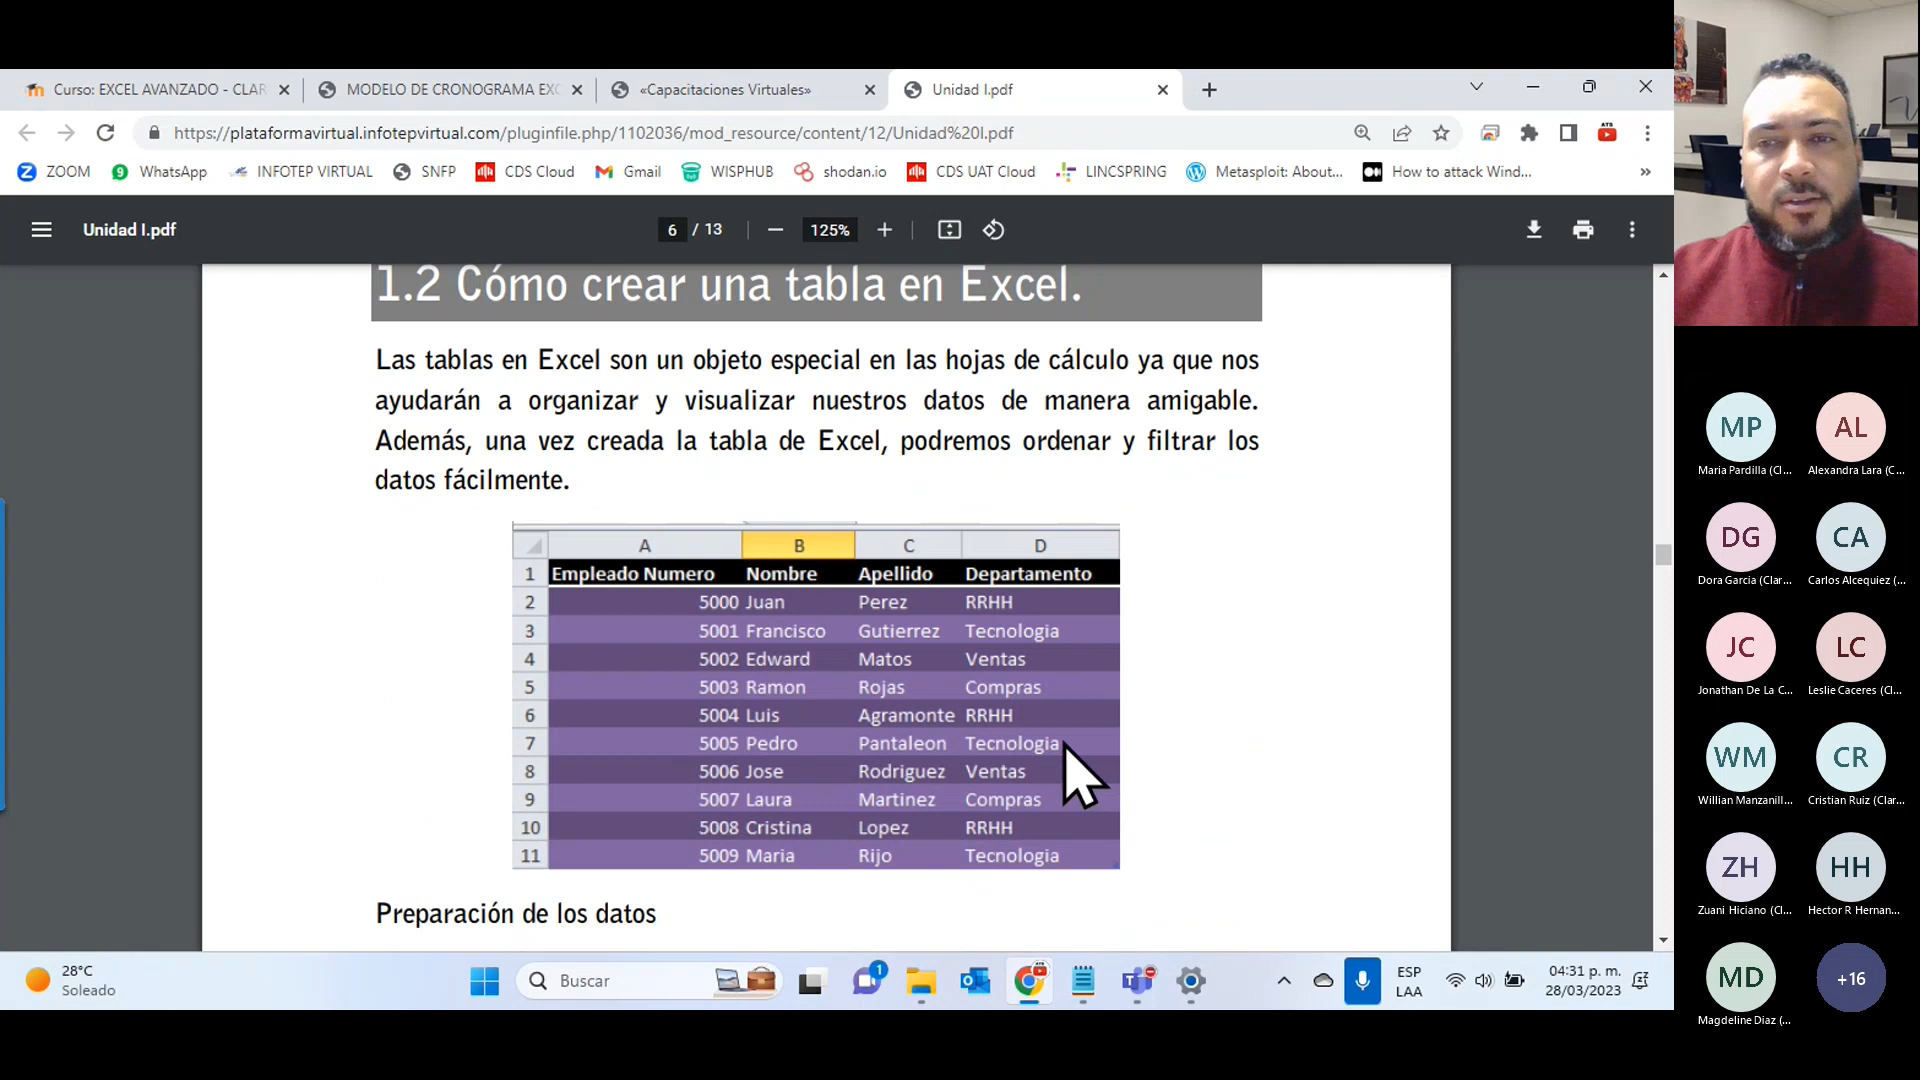 Curso: EXCEL AVANZADO - CLAR
MODELO DE CRONOGRAMA EXC
«Capacitaciones Virtuales»
Unidad I.pdf
https://plataformavirtual.infotepvirtual.com/pluginfile.php/1102036/mod_resource/content/12/Unidad%20I.pdf
ZOOM
WhatsApp
INFOTEP VIRTUAL
SNFP
CDS Cloud
Gmail
WISPHUB
shodan.io
CDS UAT Cloud
LINCSPRING
Metasploit: About...
How to attack Wind...
»
Unidad I.pdf
6 / 13
125%
1.2 Cómo crear una tabla en Excel.
Las tablas en Excel son un objeto especial en las hojas de cálculo ya que nos
ayudarán a organizar y visualizar nuestros datos de manera amigable.
Además, una vez creada la tabla de Excel, podremos ordenar y filtrar los
datos fácilmente.
A B C D
1 Empleado Numero Nombre Apellido Departamento
2 5000 Juan Perez RRHH
3 5001 Francisco Gutierrez Tecnologia
4 5002 Edward Matos Ventas
5 5003 Ramon Rojas Compras
6 5004 Luis Agramonte RRHH
7 5005 Pedro Pantaleon Tecnologia
8 5006 Jose Rodriguez Ventas
9 5007 Laura Martinez Compras
10 5008 Cristina Lopez RRHH
11 5009 Maria Rijo Tecnologia
Preparación de los datos
28°C
Soleado
Buscar
1
ESP
LAA
04:31 p. m.
28/03/2023
MP
Maria Pardilla (Cl...
AL
Alexandra Lara (C...
DG
Dora Garcia (Clar...
CA
Carlos Alcequiez (...
JC
Jonathan De La C...
LC
Leslie Caceres (Cl...
WM
Willian Manzanill...
CR
Cristian Ruiz (Clar...
ZH
Zuani Hiciano (Cl...
HH
Hector R Hernan...
MD
Magdeline Diaz (...
+16